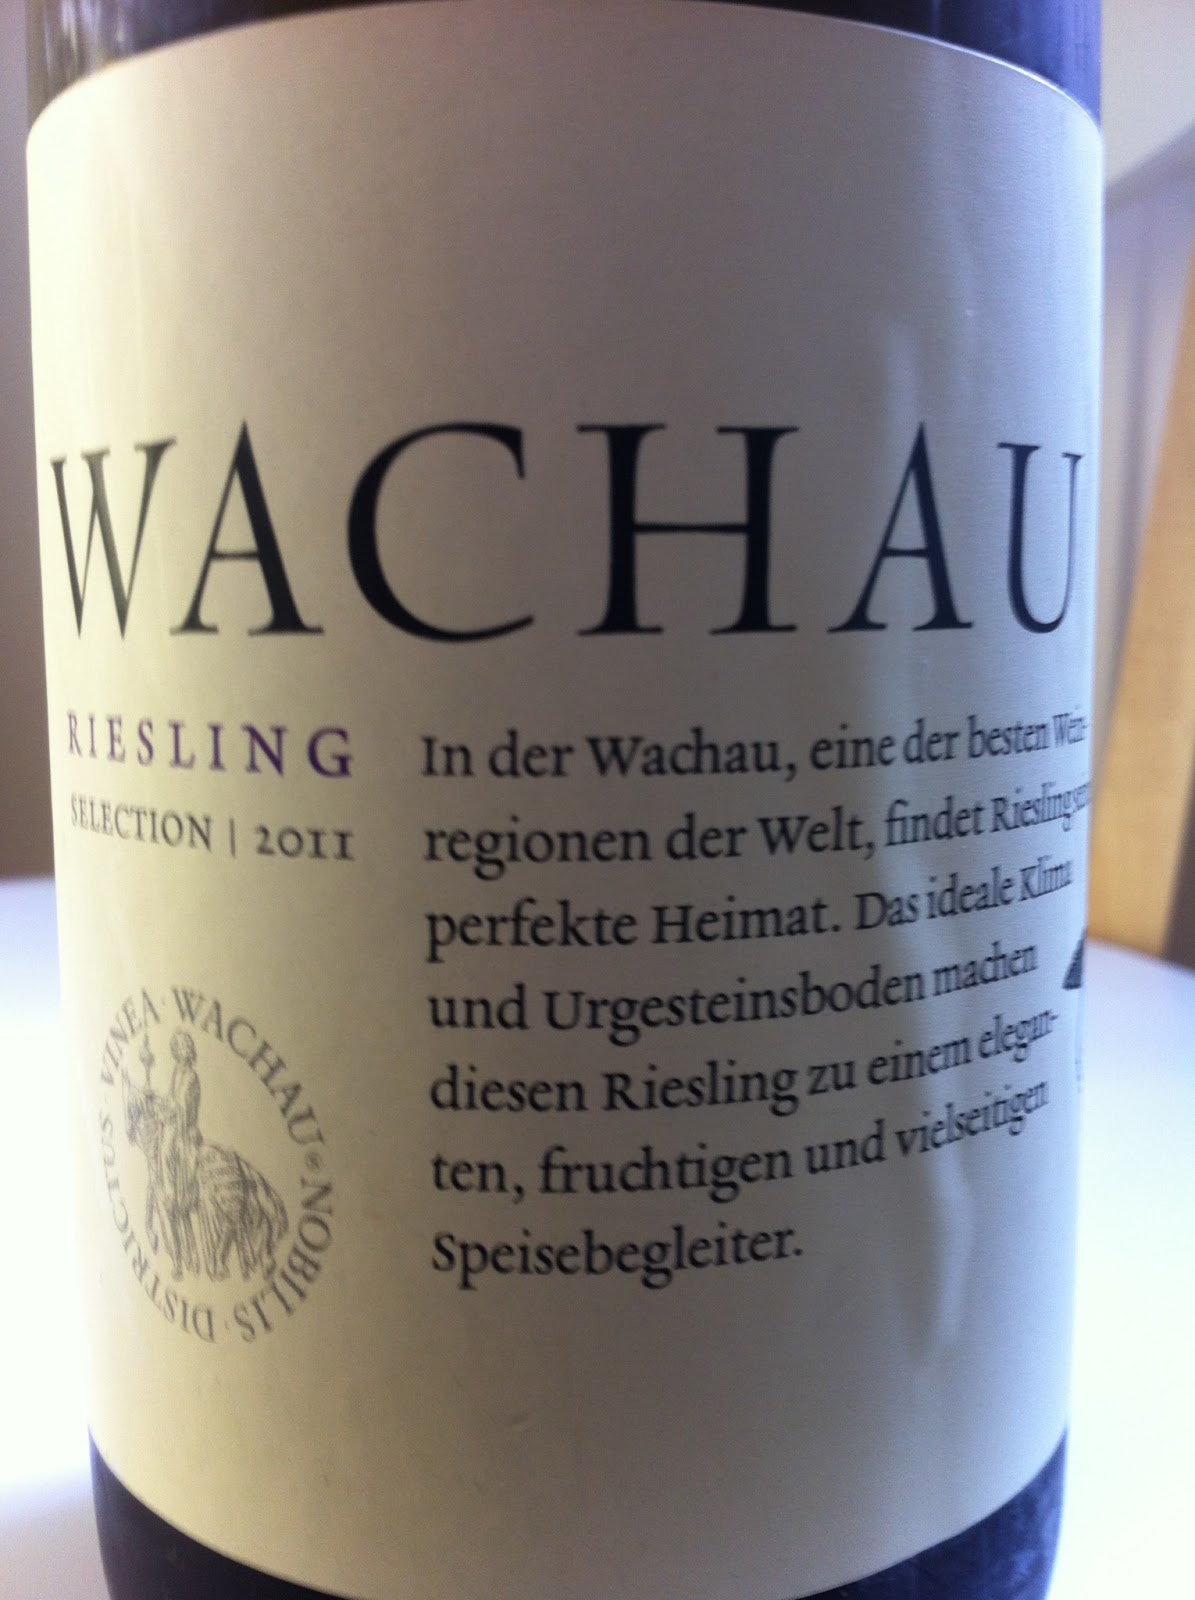 WACHAU
RIESLING
SELECTION | 2011
In der Wachau, eine der besten Wein-
regionen der Welt, findet Riesling
perfekte Heimat. Das ideale Klima
und Urgesteinsboden machen
diesen Riesling zu einem elegan-
ten, fruchtigen und vielseitigen
Speisebegleiter.
VINEA · WACHAU® · NOBILIS · DISTRICTUS ·